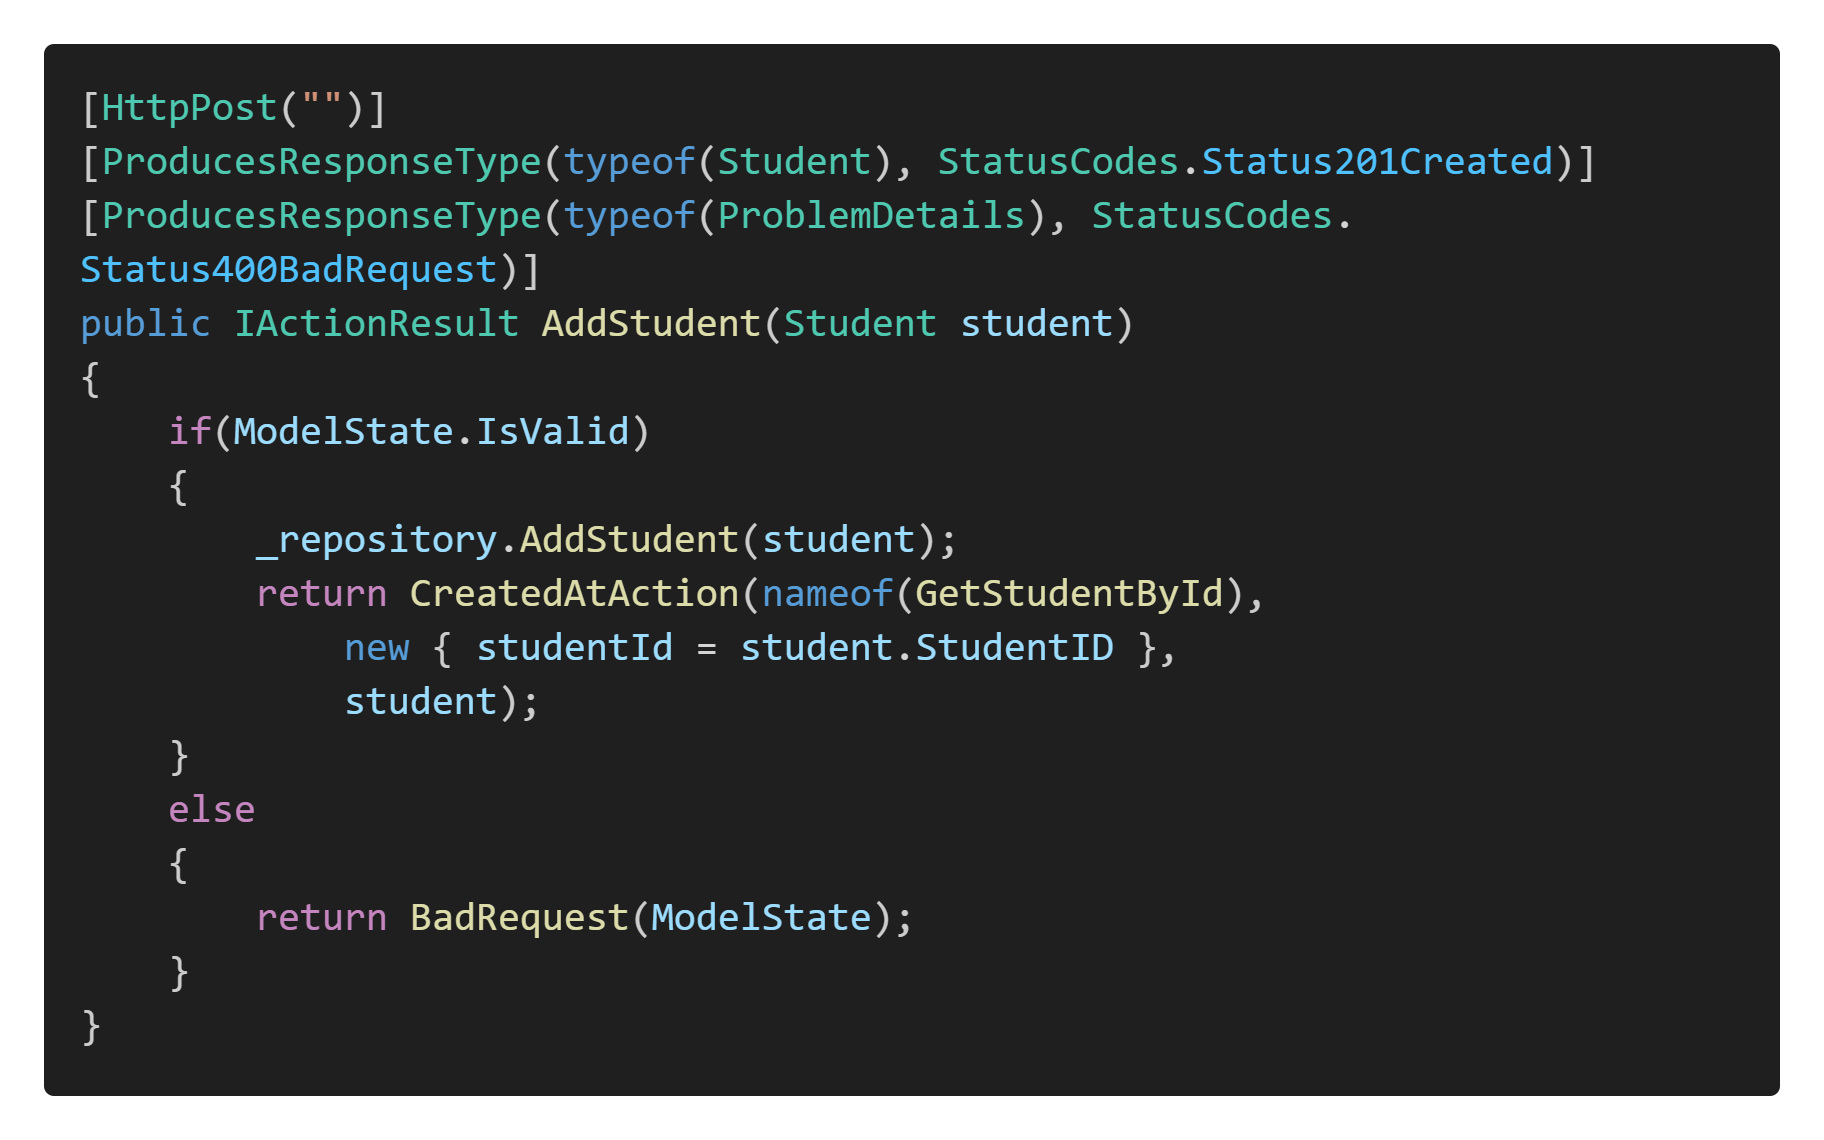 [HttpPost("")]
[ProducesResponseType(typeof(Student), StatusCodes.Status201Created)]
[ProducesResponseType(typeof(ProblemDetails), StatusCodes.
Status400BadRequest)]
public IActionResult AddStudent(Student student)
{
    if(ModelState.IsValid)
    {
        _repository.AddStudent(student);
        return CreatedAtAction(nameof(GetStudentById),
            new { studentId = student.StudentID },
            student);
    }
    else
    {
        return BadRequest(ModelState);
    }
}